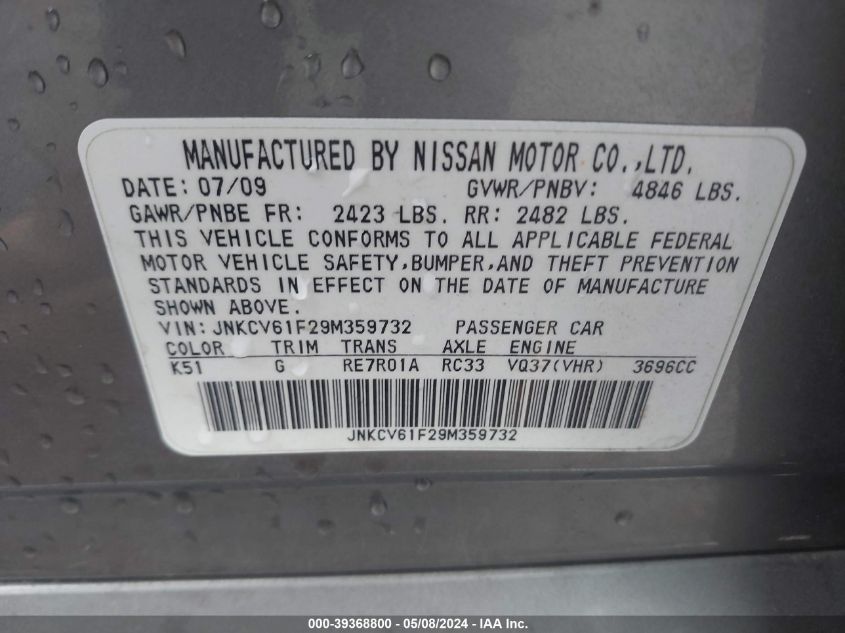 MANUFACTURED BY NISSAN MOTOR CO.,LTD.
DATE: 07/09 GVWR/PNBV: 4846 LBS.
GAWR/PNBE FR: 2423 LBS. RR: 2482 LBS.
THIS VEHICLE CONFORMS TO ALL APPLICABLE FEDERAL
MOTOR VEHICLE SAFETY,BUMPER,AND THEFT PREVENTION
STANDARDS IN EFFECT ON THE DATE OF MANUFACTURE
SHOWN ABOVE.
VIN: JNKCV61F29M359732 PASSENGER CAR
COLOR TRIM TRANS AXLE ENGINE
K51 G RE7R01A RC33 VQ37(VHR) 3696CC
JNKCV61F29M359732
000-39368800 - 05/08/2024 - IAA Inc.